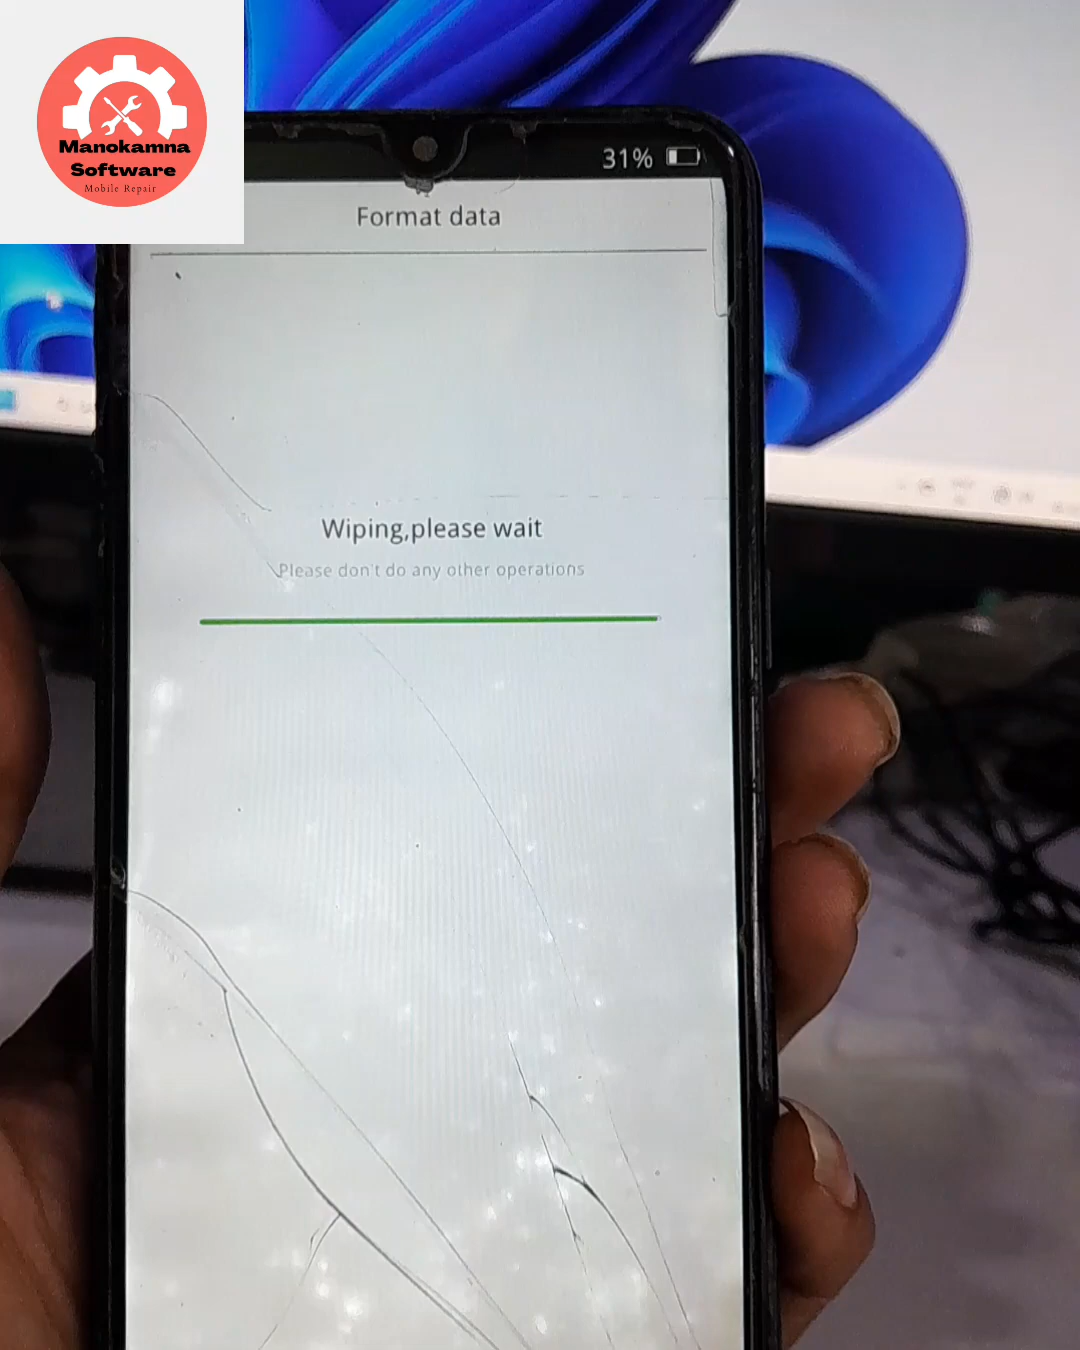 Manokamna
Software
Mobile Repair
31%
Format data
Wiping,please wait
Please don't do any other operations